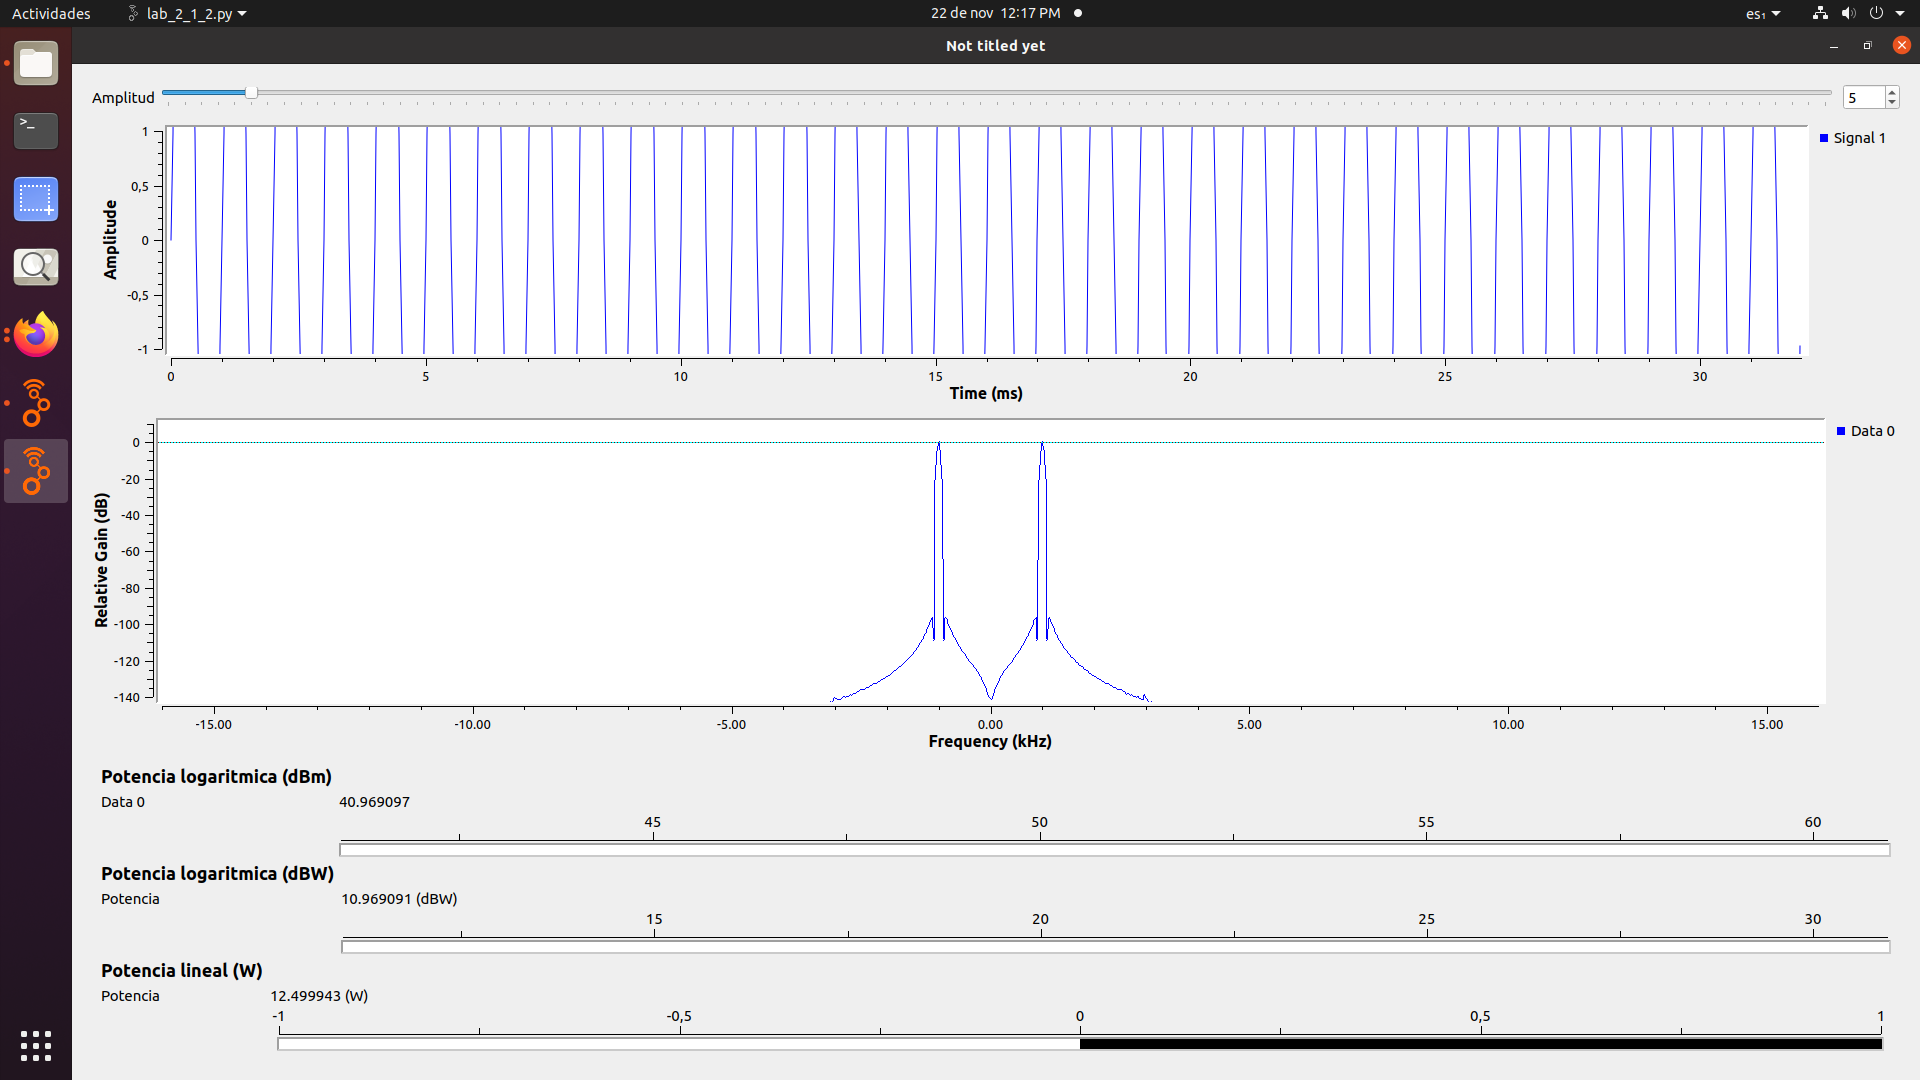 Actividades lab_2_1_2.py 22 de nov 12:17 PM es₁
Not titled yet
Amplitud 5
Signal 1
Amplitude
1
0,5
0
-0,5
-1
0 5 10 15 20 25 30
Time (ms)
Data 0
Relative Gain (dB)
0
-20
-40
-60
-80
-100
-120
-140
-15.00 -10.00 -5.00 0.00 5.00 10.00 15.00
Frequency (kHz)
Potencia logaritmica (dBm)
Data 0 40.969097
45 50 55 60
Potencia logaritmica (dBW)
Potencia 10.969091 (dBW)
15 20 25 30
Potencia lineal (W)
Potencia 12.499943 (W)
-1 -0,5 0 0,5 1